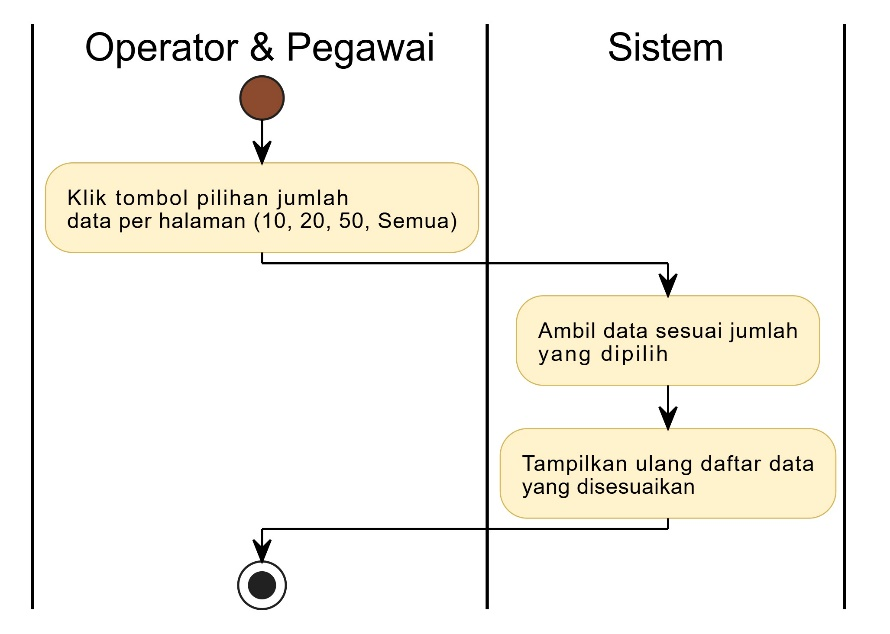 Operator & Pegawai
Sistem
Klik tombol pilihan jumlah
data per halaman (10, 20, 50, Semua)
Ambil data sesuai jumlah
yang dipilih
Tampilkan ulang daftar data
yang disesuaikan